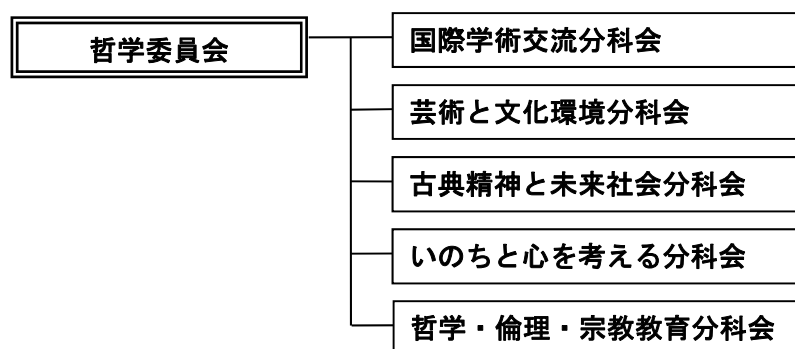 哲学委員会
国際学術交流分科会
芸術と文化環境分科会
古典精神と未来社会分科会
いのちと心を考える分科会
哲学・倫理・宗教教育分科会